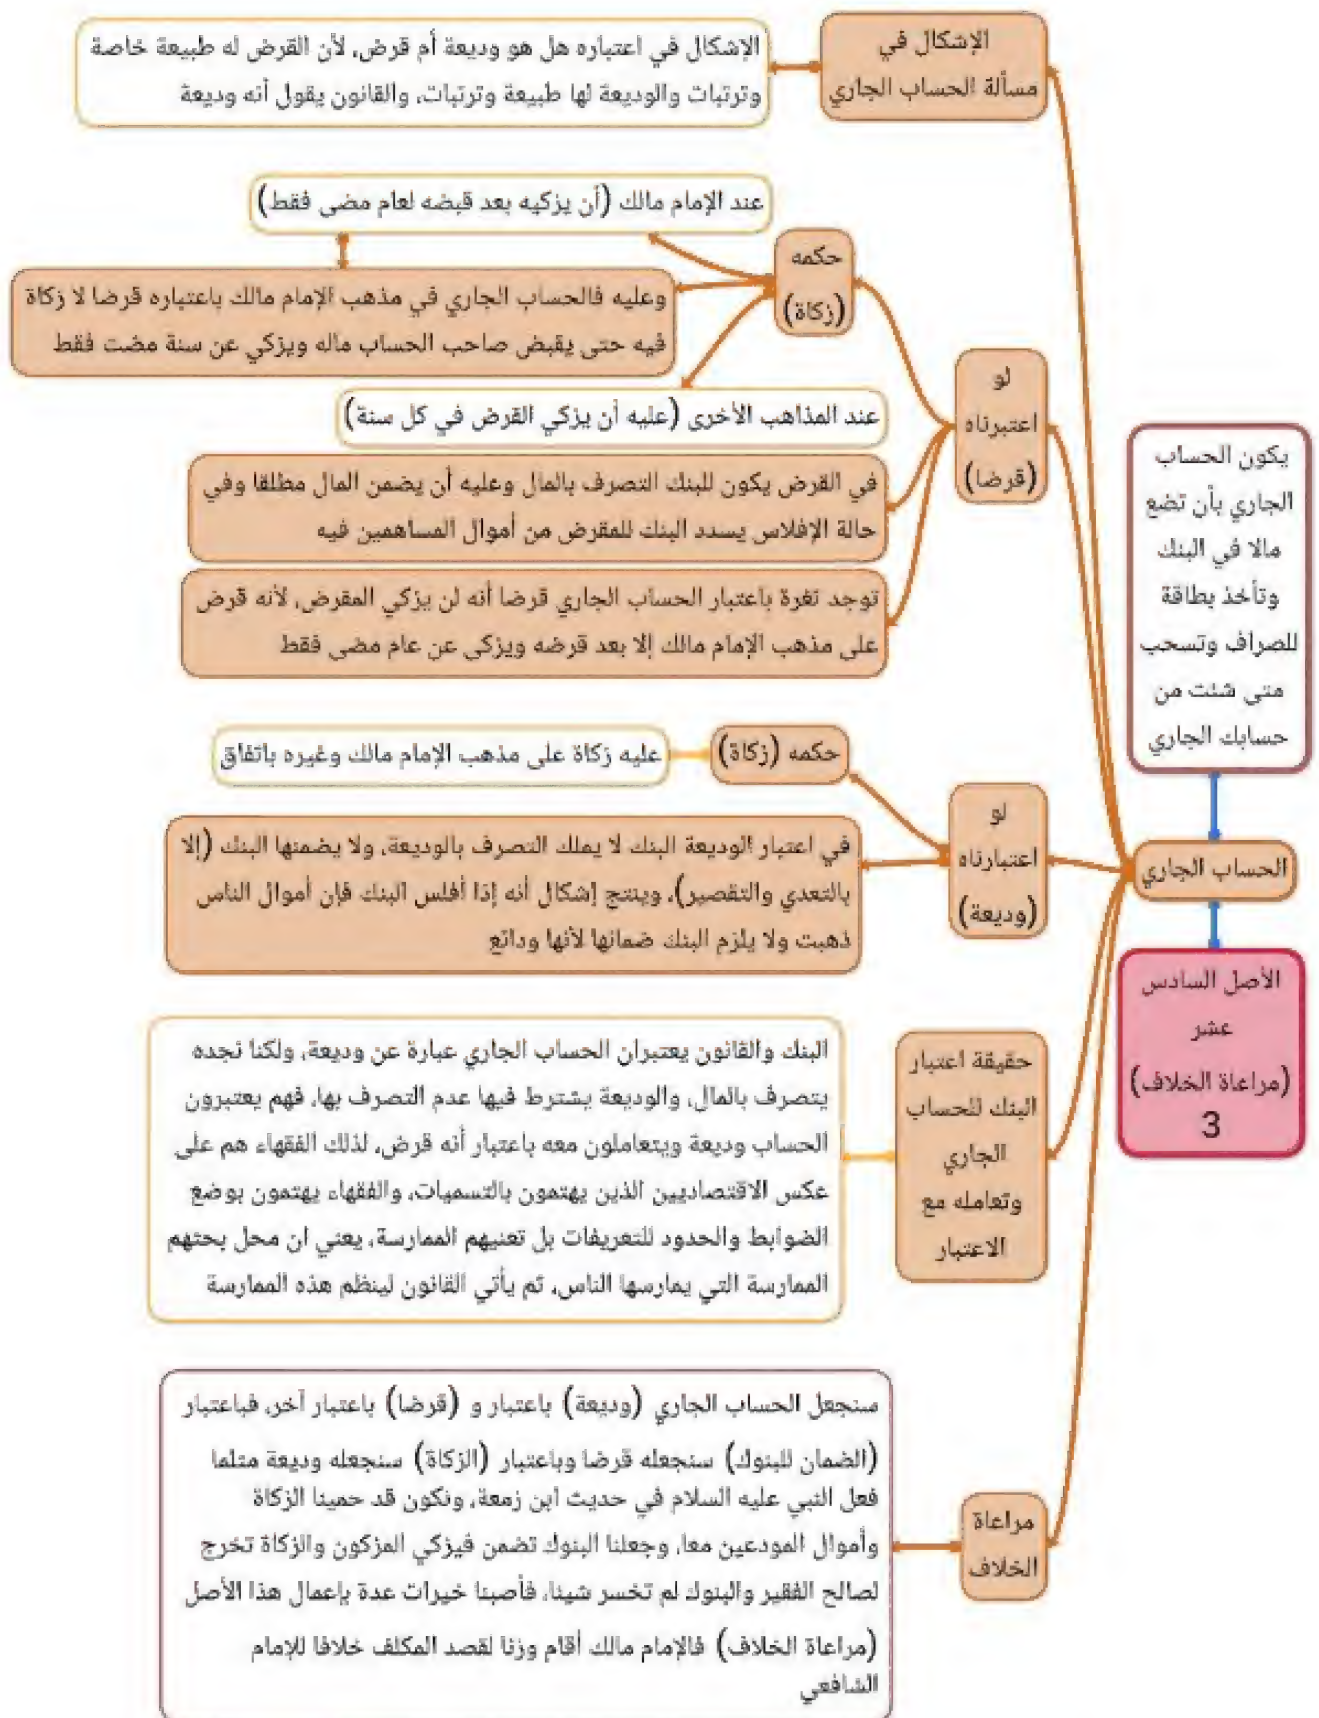 الأصل السادس
عشر
(مراعاة الخلاف)
3
الحساب الجاري
يكون الحساب
الجاري بأن تضع
مالا في البنك
وتأخذ بطاقة
للصراف وتسحب
متى شئت من
حسابك الجاري
الإشكال في
مسألة الحساب الجاري
الإشكال في اعتباره هل هو وديعة أم قرض، لأن القرض له طبيعة خاصة
وترتبات والوديعة لها طبيعة وترتبات، والقانون يقول أنه وديعة
لو
اعتبرناه
(قرضا)
حكمه
(زكاة)
عند الإمام مالك (أن يزكيه بعد قبضه لعام مضى فقط)
وعليه فالحساب الجاري في مذهب الإمام مالك باعتباره قرضا لا زكاة
فيه حتى يقبض صاحب الحساب ماله ويزكي عن سنة مضت فقط
عند المذاهب الأخرى (عليه أن يزكي القرض في كل سنة)
في القرض يكون للبنك التصرف بالمال وعليه أن يضمن المال مطلقا وفي
حالة الإفلاس يسدد البنك للمقرض من أموال المساهمين فيه
توجد ثغرة باعتبار الحساب الجاري قرضا أنه لن يزكي المقرض، لأنه قرض
على مذهب الإمام مالك إلا بعد قرضه ويزكى عن عام مضى فقط
لو
اعتبارناه
(وديعة)
حكمه (زكاة)
عليه زكاة على مذهب الإمام مالك وغيره باتفاق
في اعتبار الوديعة البنك لا يملك التصرف بالوديعة، ولا يضمنها البنك (إلا
بالتعدي والتقصير)، وينتج إشكال أنه إذا أفلس البنك فإن أموال الناس
ذهبت ولا يلزم البنك ضمانها لأنها ودائع
حقيقة اعتبار
البنك للحساب
الجاري
وتعامله مع
الاعتبار
البنك والقانون يعتبران الحساب الجاري عبارة عن وديعة، ولكنا نجده
يتصرف بالمال، والوديعة يشترط فيها عدم التصرف بها، فهم يعتبرون
الحساب وديعة ويتعاملون معه باعتبار أنه قرض، لذلك الفقهاء هم على
عكس الاقتصاديين الذين يهتمون بالتسميات، والفقهاء يهتمون بوضع
الضوابط والحدود للتعريفات بل تعنيهم الممارسة، يعني ان محل بحثهم
الممارسة التي يمارسها الناس، ثم يأتي القانون لينظم هذه الممارسة
مراعاة
الخلاف
سنجعل الحساب الجاري (وديعة) باعتبار و (قرضا) باعتبار آخر، فباعتبار
(الضمان للبنوك) سنجعله قرضا وباعتبار (الزكاة) سنجعله وديعة مثلما
فعل النبي عليه السلام في حديث ابن زمعة، ونكون قد حمينا الزكاة
وأموال المودعين معا، وجعلنا البنوك تضمن فيزكي المزكون والزكاة تخرج
لصالح الفقير والبنوك لم تخسر شيئا، فأصبنا خيرات عدة بإعمال هذا الأصل
(مراعاة الخلاف) فالإمام مالك أقام وزنا لقصد المكلف خلافا للإمام
الشافعي